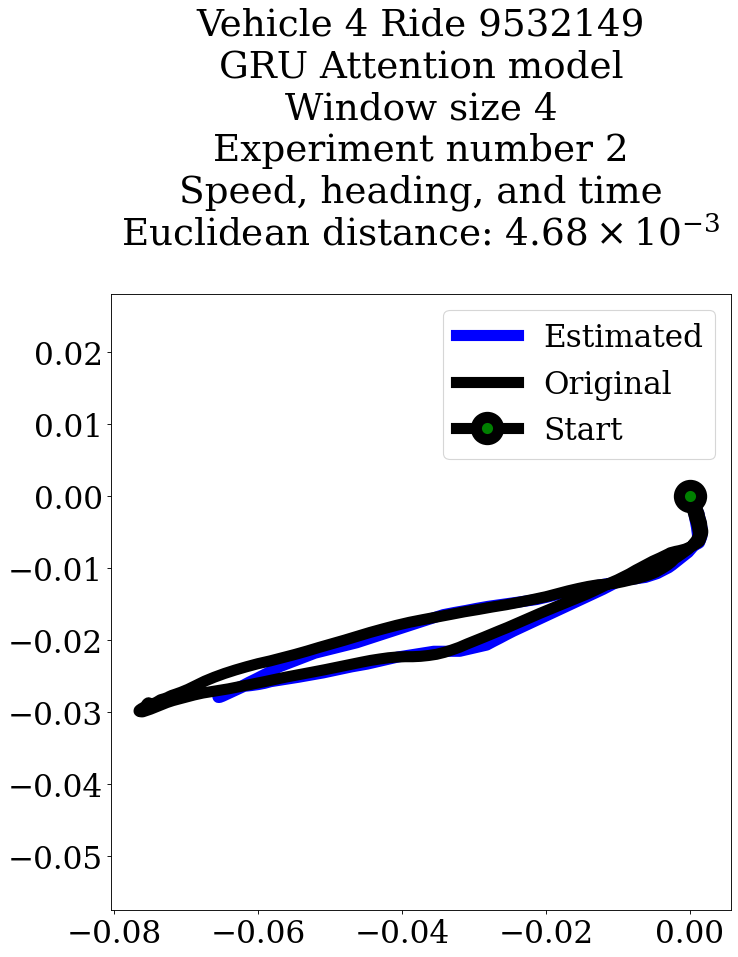 Vehicle 4 Ride 9532149
GRU Attention model
Window size 4
Experiment number 2
Speed, heading, and time
Euclidean distance: 4.68 × 10⁻³
Estimated
Original
Start
0.02
0.01
0.00
−0.01
−0.02
−0.03
−0.04
−0.05
−0.08 −0.06 −0.04 −0.02 0.00